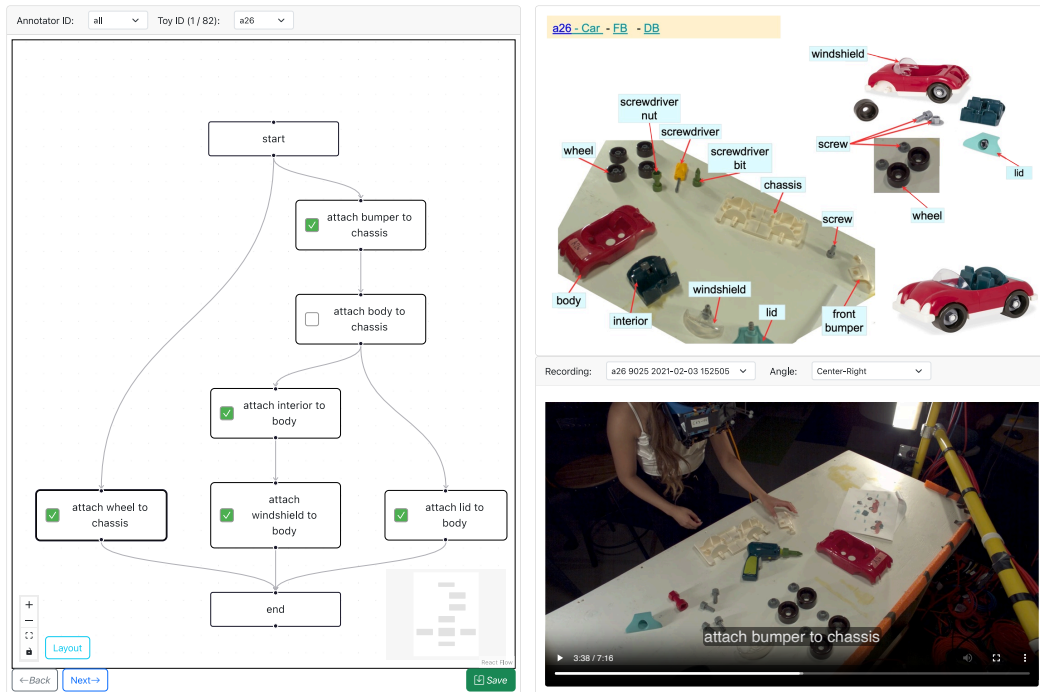 Annotator ID: all Toy ID (1 / 82): a26
start
attach bumper to
chassis
attach body to
chassis
attach interior to
body
attach wheel to
chassis
attach
windshield to
body
attach lid to
body
end
+
−
Layout
React Flow
←Back
Next→
Save
a26 - Car - FB - DB
windshield
screwdriver
nut
screwdriver
wheel
screwdriver
bit
chassis
screw
screw
lid
wheel
body
interior
windshield
lid
front
bumper
Recording: a26 9025 2021-02-03 152505 Angle: Center-Right
attach bumper to chassis
3:38 / 7:16